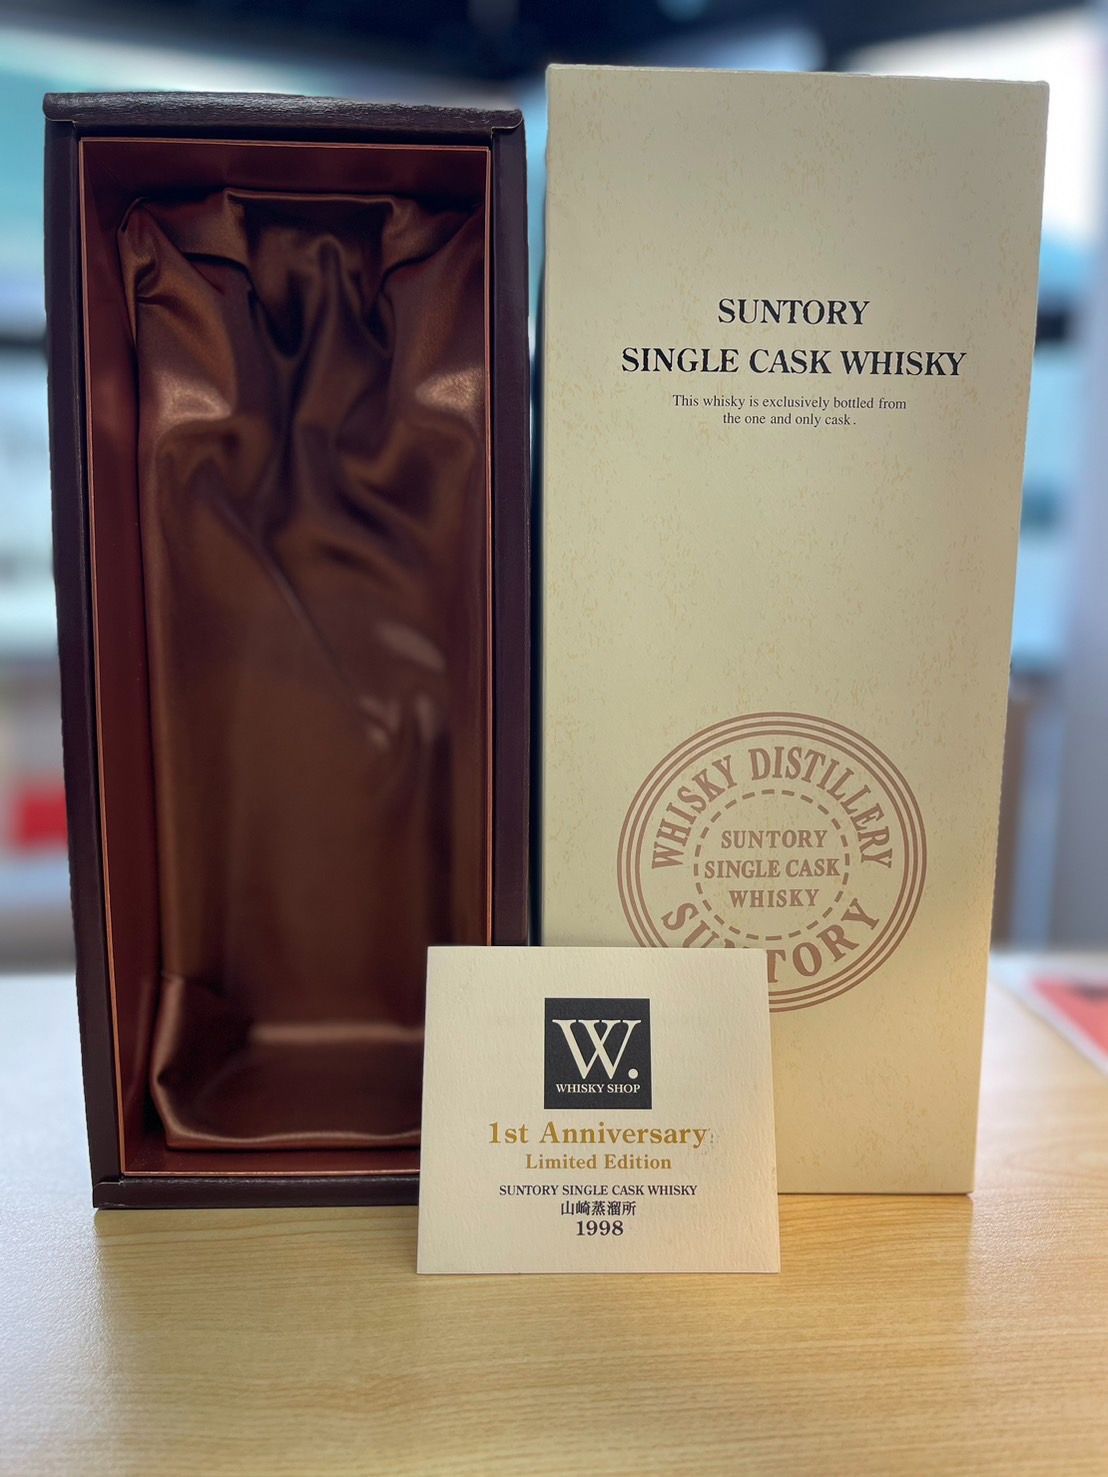 SUNTORY
SINGLE CASK WHISKY
This whisky is exclusively bottled from
the one and only cask.
WHISKY DISTILLERY
SUNTORY
SINGLE CASK
WHISKY
SUNTORY
W.
WHISKY SHOP
1st Anniversary
Limited Edition
SUNTORY SINGLE CASK WHISKY
山崎蒸溜所
1998